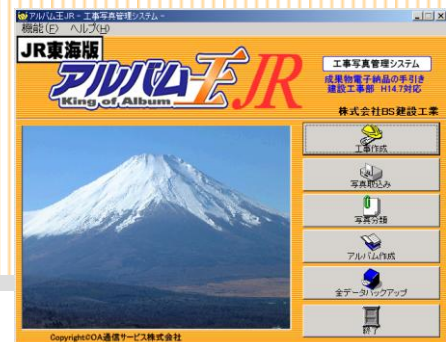 アルバム王JR - 工事写真管理システム -
機能(F) ヘルプ(H)
JR東海版
アルバム王JR
King of Album
工事写真管理システム
成果物電子納品の手引き
建設工事部 H14.7対応
株式会社BS建設工業
工事作成
写真取込み
写真分類
アルバム作成
全データバックアップ
終了
Copyright©OA通信サービス株式会社